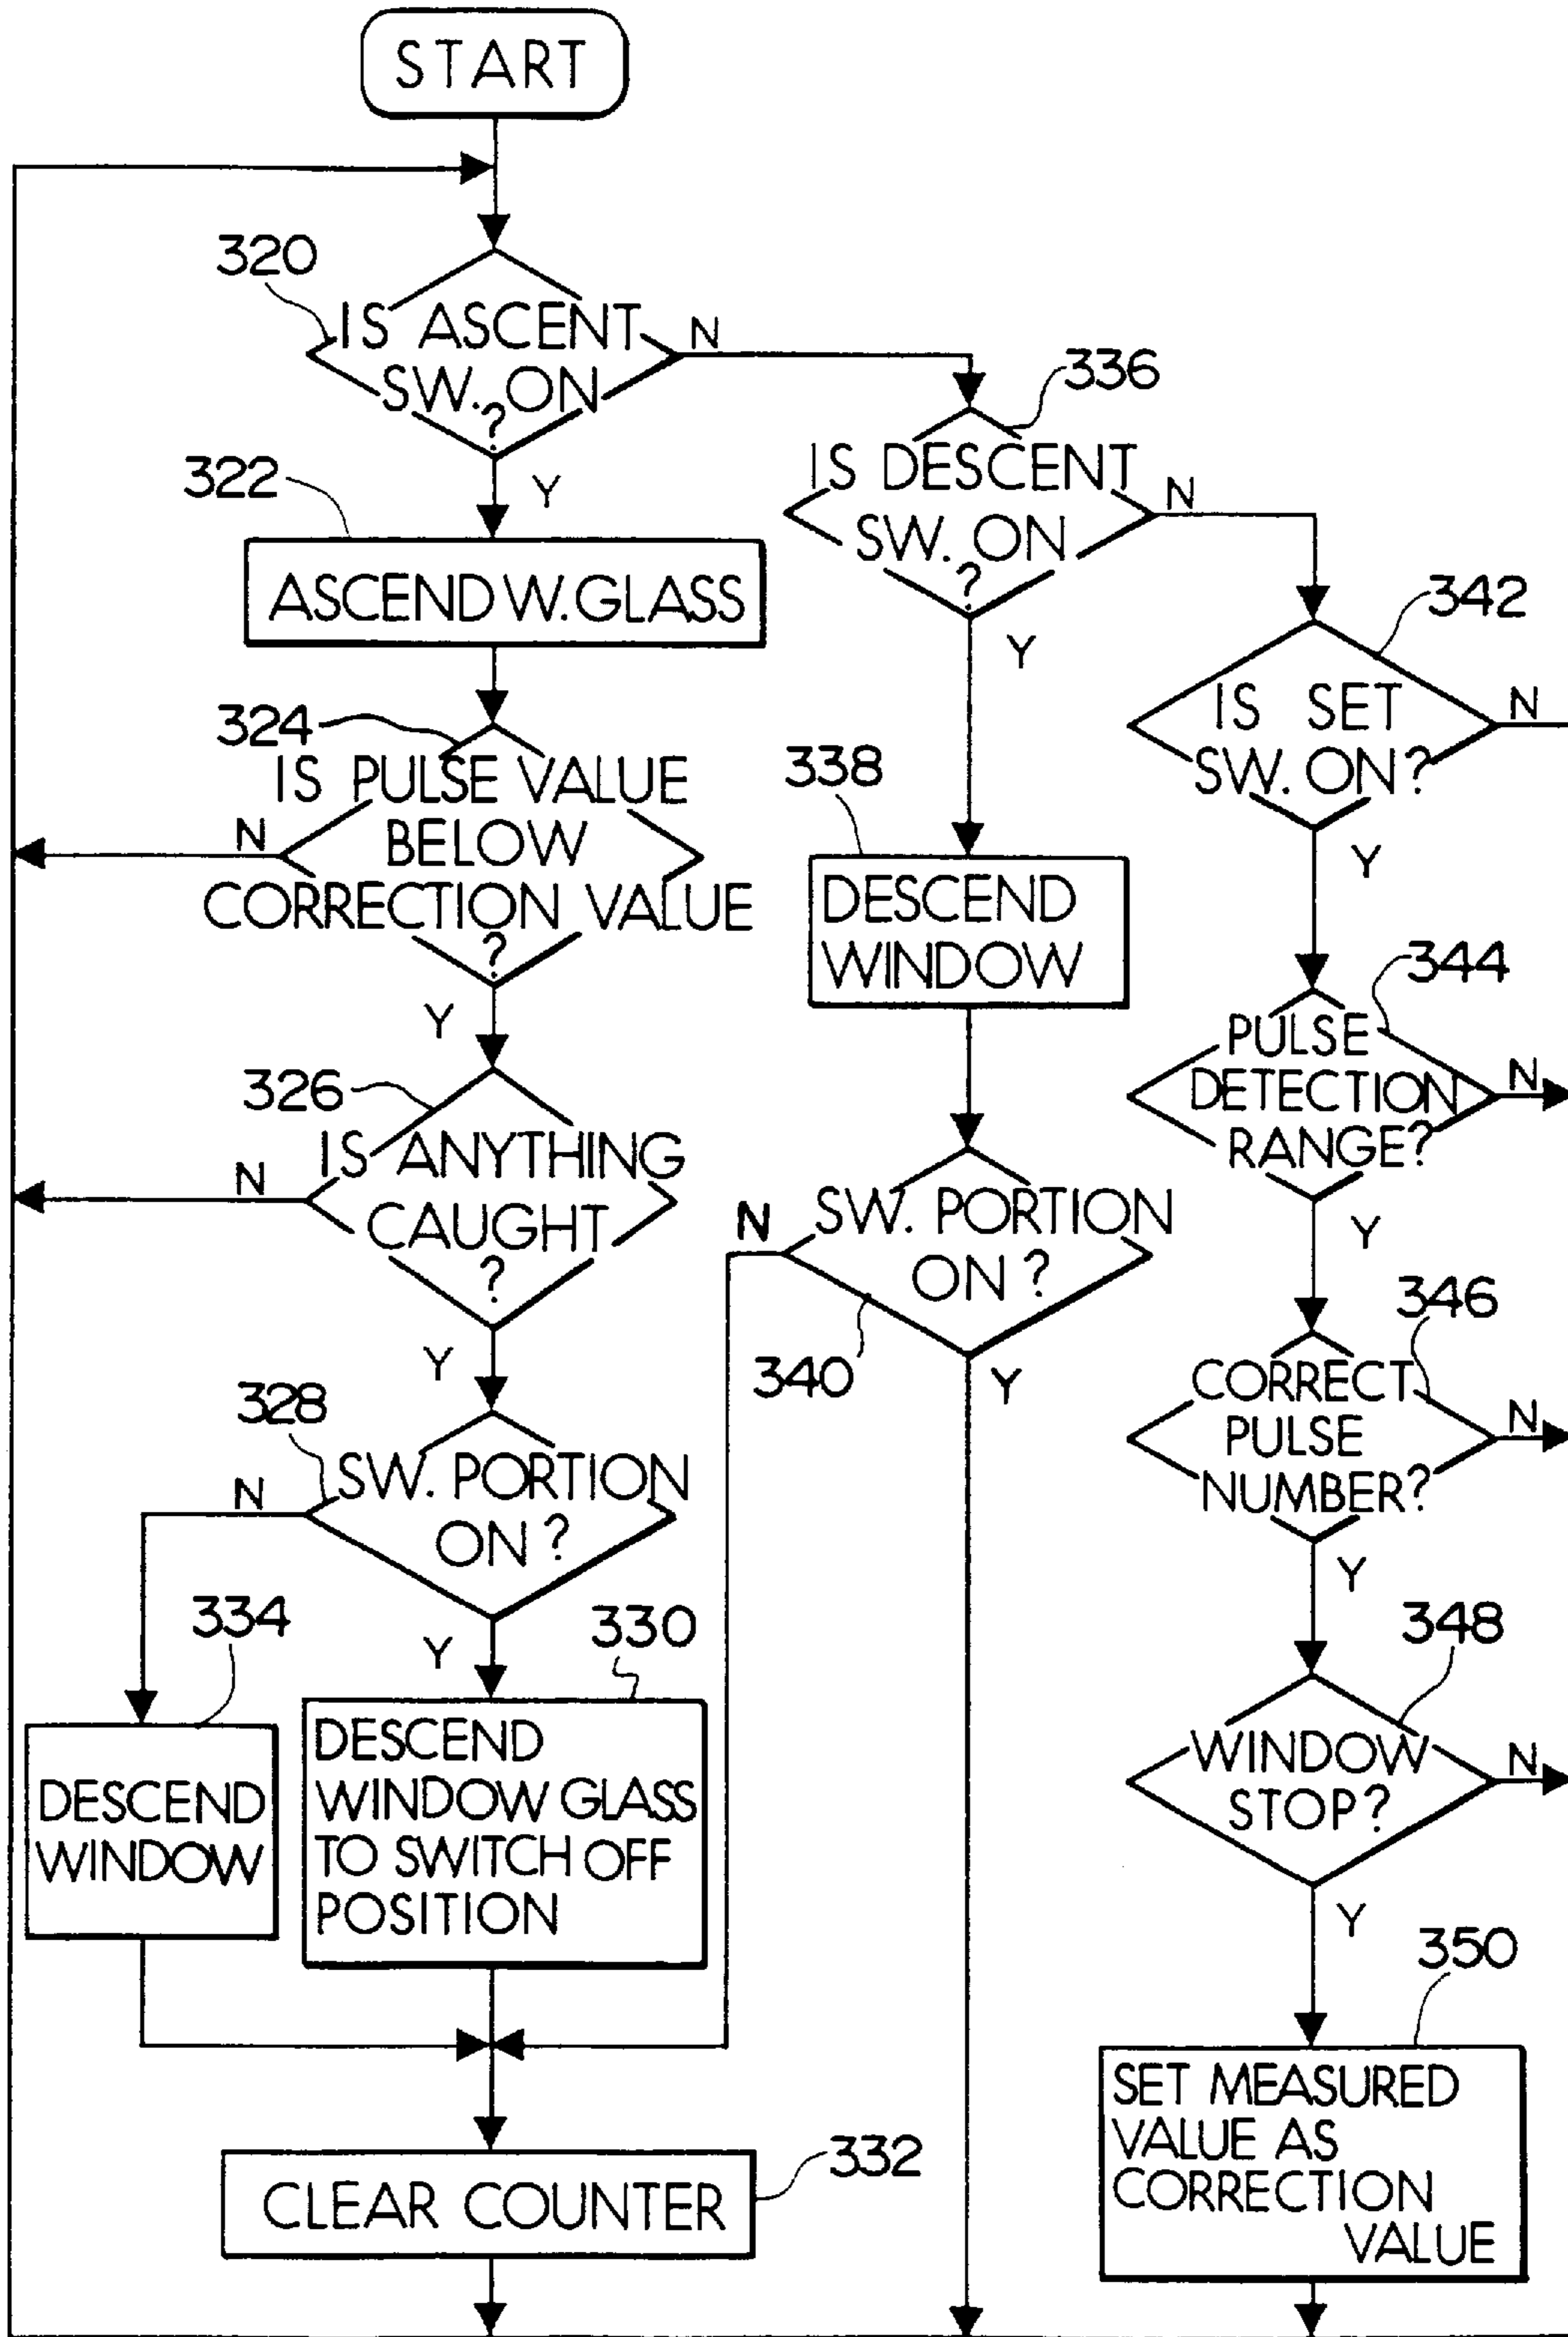 START
320
IS ASCENT
SW. ON
?
N
Y
322
ASCEND W. GLASS
324
IS PULSE VALUE
BELOW
CORRECTION VALUE
?
N
Y
326
IS ANYTHING
CAUGHT
?
N
Y
328
SW. PORTION
ON?
N
Y
334
DESCEND
WINDOW
330
DESCEND
WINDOW GLASS
TO SWITCH OFF
POSITION
332
CLEAR COUNTER
336
IS DESCENT
SW. ON
?
N
Y
338
DESCEND
WINDOW
SW. PORTION
ON?
N
340
Y
342
IS SET
SW. ON?
N
Y
344
PULSE
DETECTION
RANGE?
N
Y
346
CORRECT
PULSE
NUMBER?
N
Y
348
WINDOW
STOP?
N
Y
350
SET MEASURED
VALUE AS
CORRECTION
VALUE